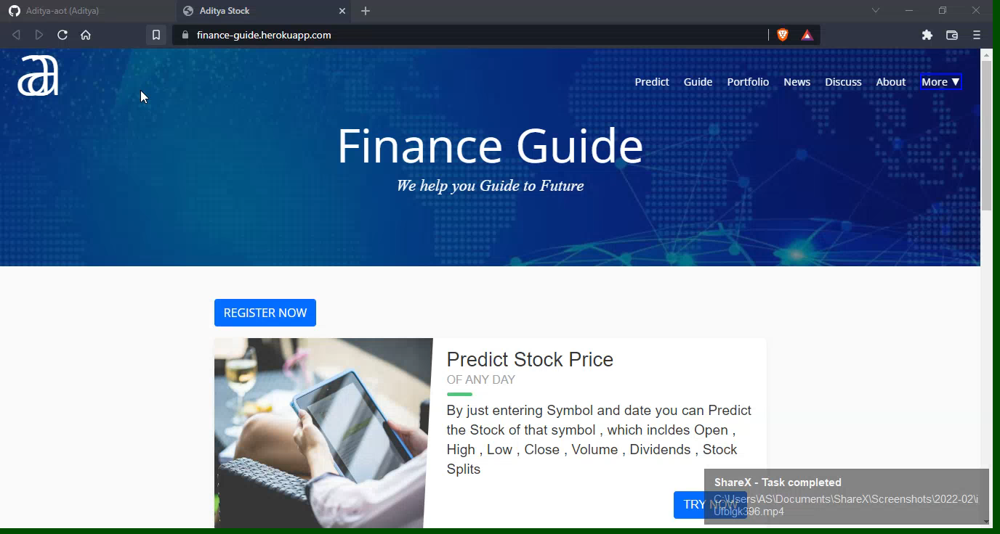 Aditya-aot (Aditya)
Aditya Stock
finance-guide.herokuapp.com
Predict Guide Portfolio News Discuss About More ▼
Finance Guide
We help you Guide to Future
REGISTER NOW
Predict Stock Price
OF ANY DAY
By just entering Symbol and date you can Predict
the Stock of that symbol , which incldes Open ,
High , Low , Close , Volume , Dividends , Stock
Splits
TRY NOW
ShareX - Task completed
C:\Users\AS\Documents\ShareX\Screenshots\2022-02\i
Ufblgk396.mp4